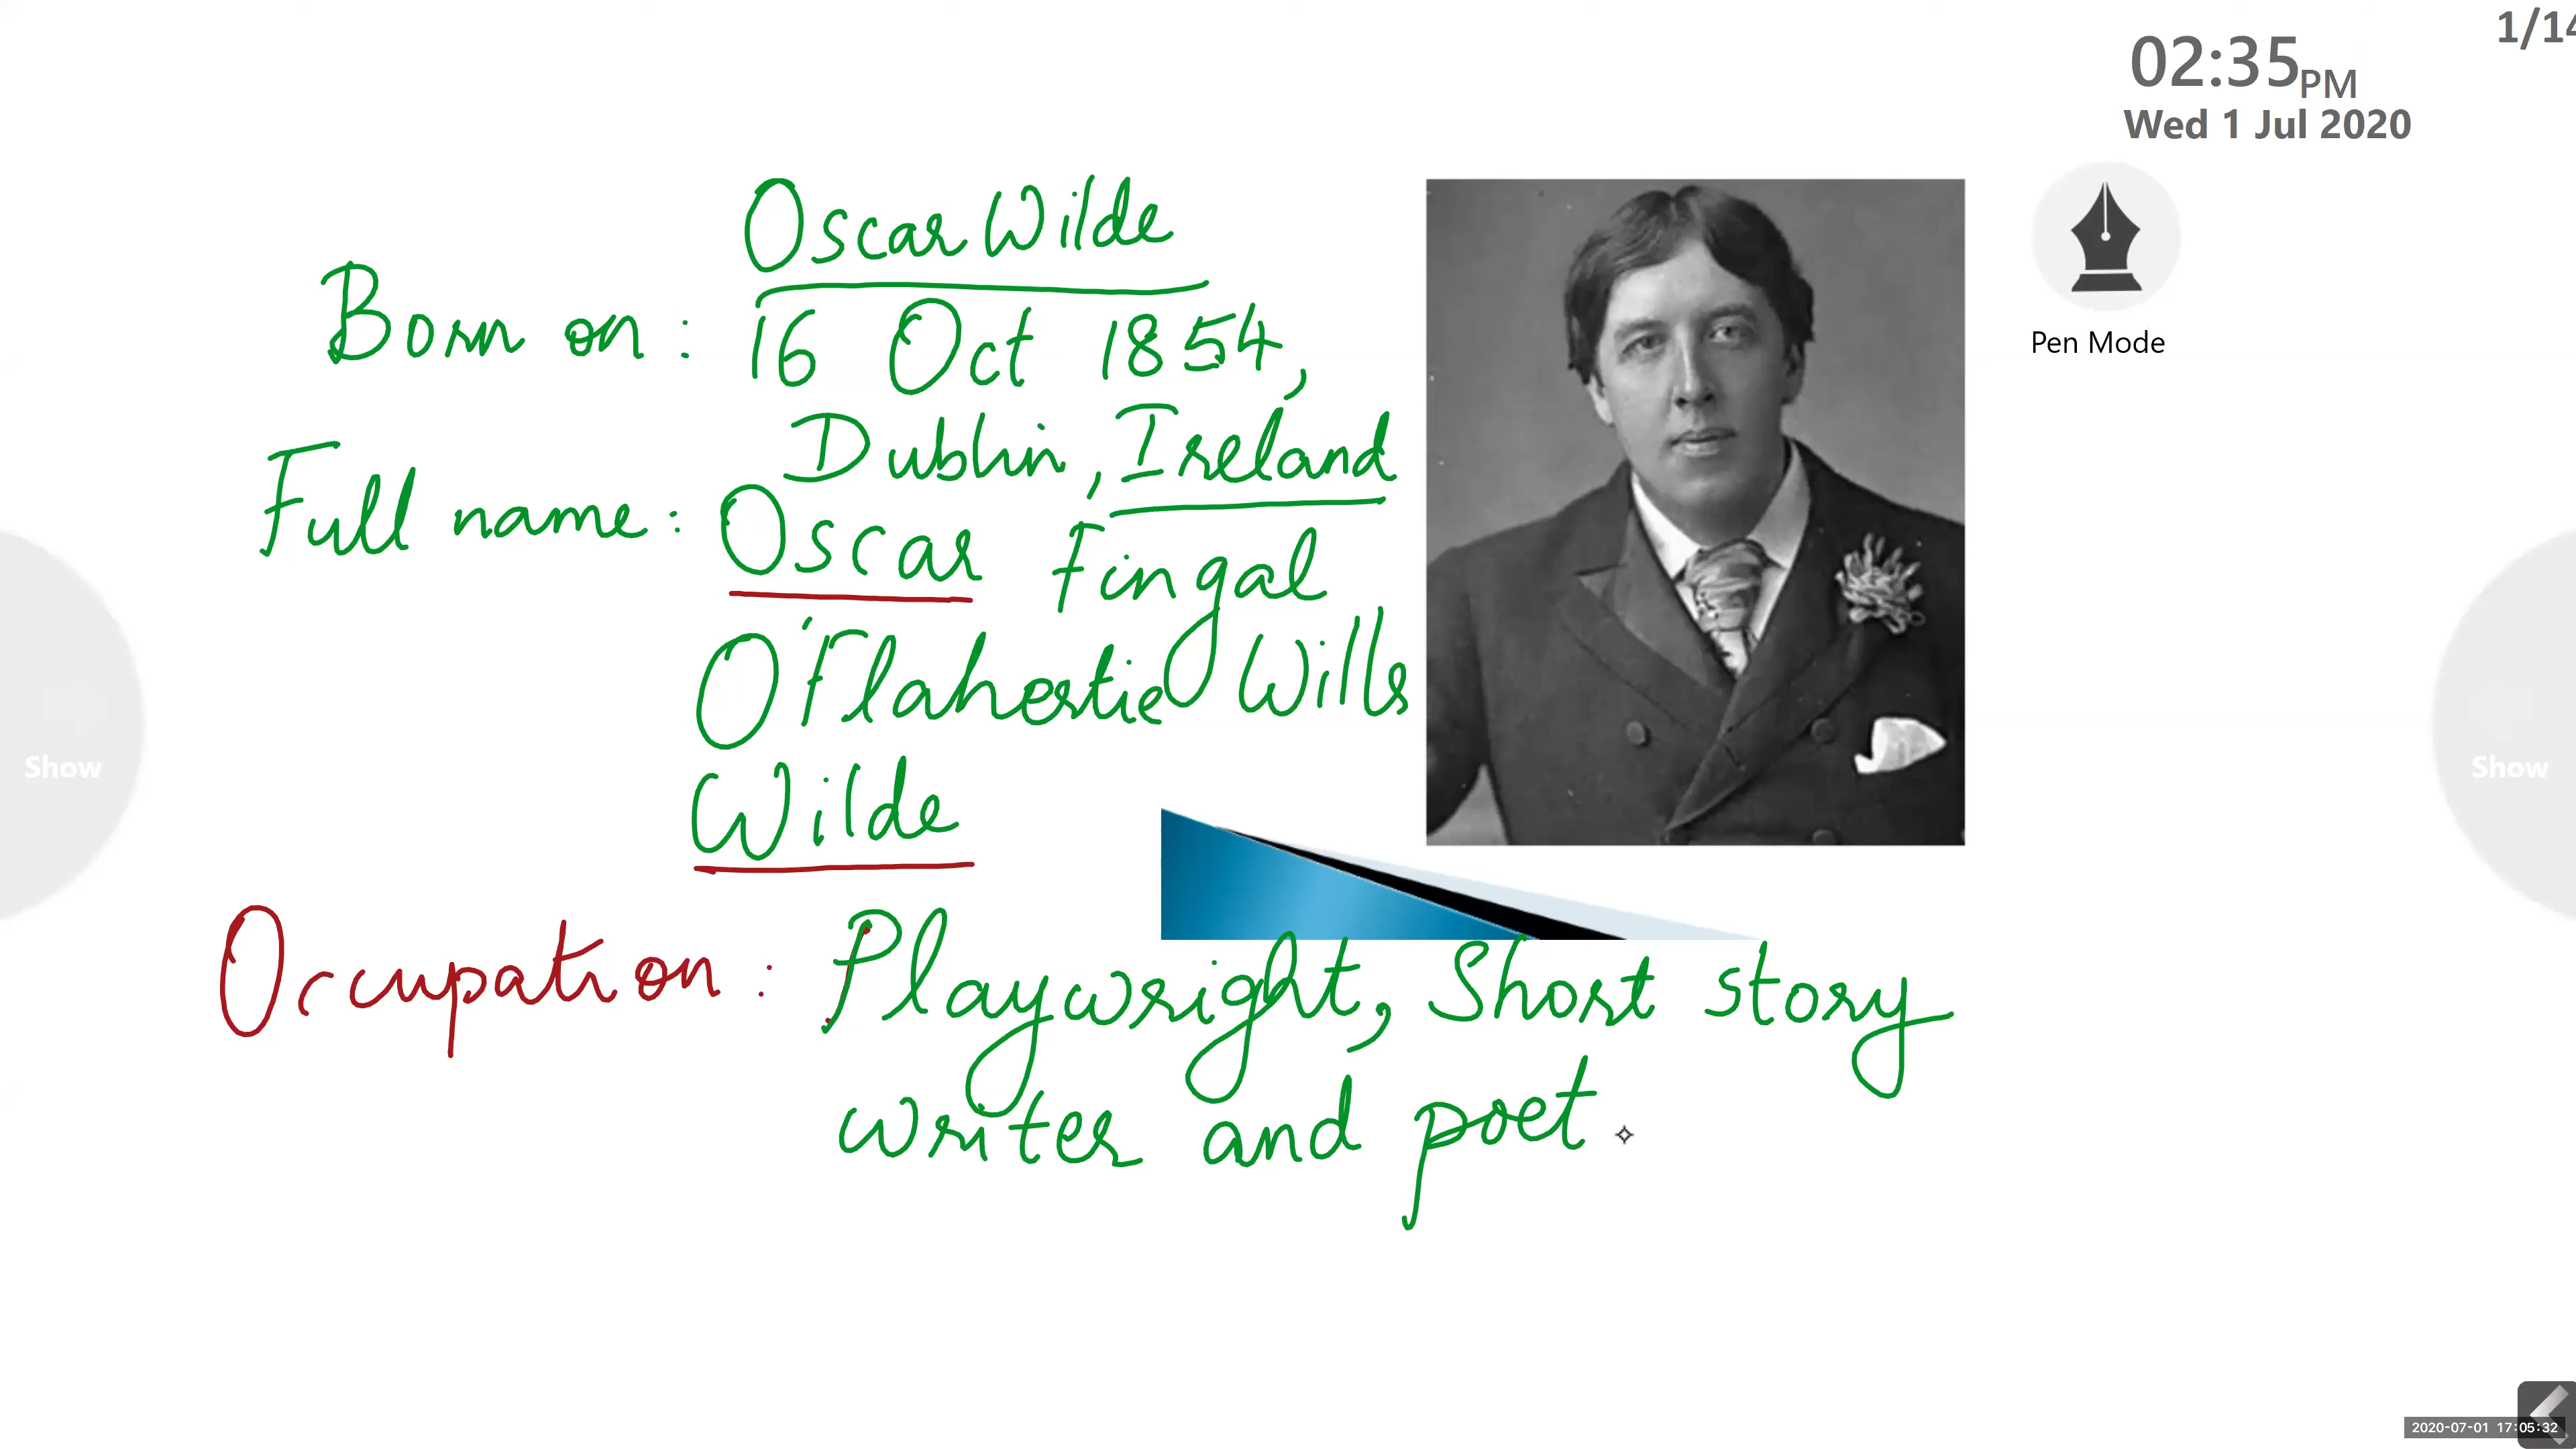 1/14
02:35PM
Wed 1 Jul 2020
Pen Mode
Oscar Wilde
Born on: 16 Oct 1854,
Dublin, Ireland
Full name: Oscar Fingal
O'Flahertie Wills
Wilde
Occupation: Playwright, Short story
writer and poet.
Show
Show
2020-07-01 17:05:32